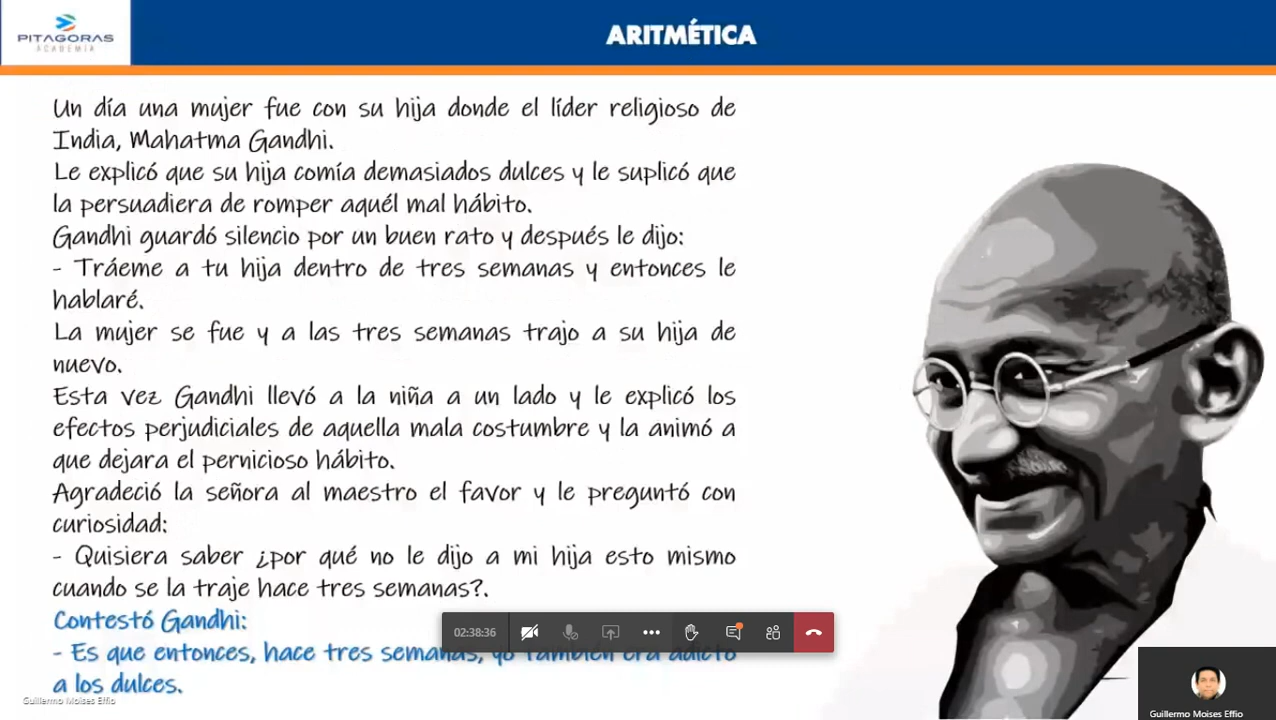 PITAGORAS
ACADEMIA
ARITMÉTICA
Un día una mujer fue con su hija donde el líder religioso de
India, Mahatma Gandhi.
Le explicó que su hija comía demasiados dulces y le suplicó que
la persuadiera de romper aquél mal hábito.
Gandhi guardó silencio por un buen rato y después le dijo:
- Tráeme a tu hija dentro de tres semanas y entonces le
hablaré.
La mujer se fue y a las tres semanas trajo a su hija de
nuevo.
Esta vez Gandhi llevó a la niña a un lado y le explicó los
efectos perjudiciales de aquella mala costumbre y la animó a
que dejara el pernicioso hábito.
Agradeció la señora al maestro el favor y le preguntó con
curiosidad:
- Quisiera saber ¿por qué no le dijo a mi hija esto mismo
cuando se la traje hace tres semanas?.
Contestó Gandhi:
- Es que entonces, hace tres semanas, yo también era adicto
a los dulces.
02:38:36
Guillermo Moises Effio
Guillermo Moises Effio